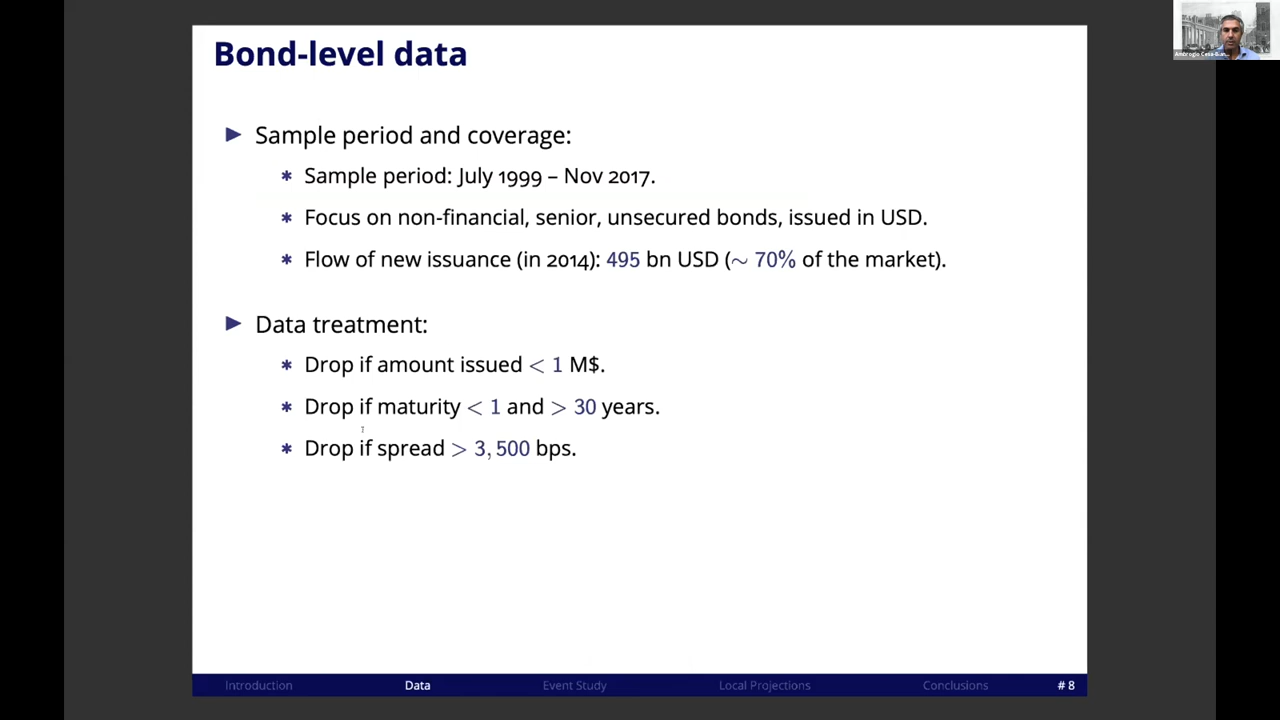 Bond-level data
Sample period and coverage:
Sample period: July 1999 – Nov 2017.
Focus on non-financial, senior, unsecured bonds, issued in USD.
Flow of new issuance (in 2014): 495 bn USD (∼ 70% of the market).
Data treatment:
Drop if amount issued < 1 M$.
Drop if maturity < 1 and > 30 years.
Drop if spread > 3,500 bps.
Introduction Data Event Study Local Projections Conclusions # 8